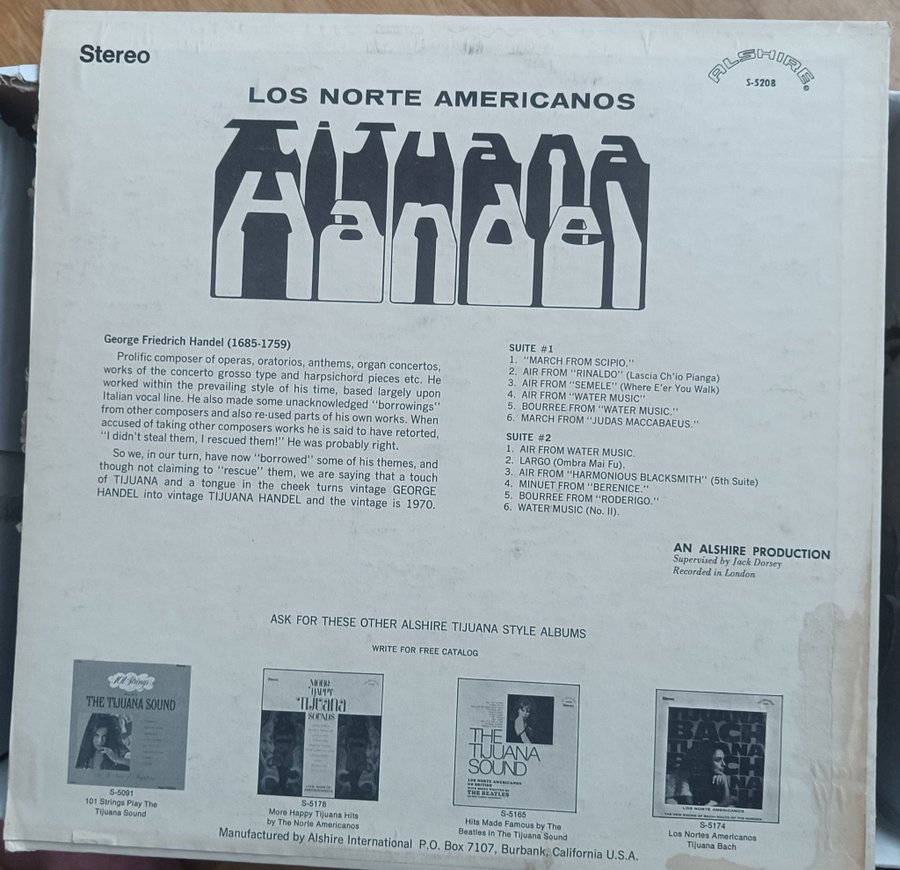 Stereo
ALSHIRE®
S-5208
LOS NORTE AMERICANOS
Tijuana
Handel
George Friedrich Handel (1685-1759)
Prolific composer of operas, oratorios, anthems, organ concertos,
works of the concerto grosso type and harpsichord pieces etc. He
worked within the prevailing style of his time, based largely upon
Italian vocal line. He also made some unacknowledged "borrowings"
from other composers and also re-used parts of his own works. When
accused of taking other composers works he is said to have retorted,
"I didn't steal them, I rescued them!" He was probably right.
So we, in our turn, have now "borrowed" some of his themes, and
though not claiming to "rescue" them, we are saying that a touch
of TIJUANA and a tongue in the cheek turns vintage GEORGE
HANDEL into vintage TIJUANA HANDEL and the vintage is 1970.
SUITE #1
1. "MARCH FROM SCIPIO."
2. AIR FROM "RINALDO" (Lascia Ch'io Pianga)
3. AIR FROM "SEMELE" (Where E'er You Walk)
4. AIR FROM "WATER MUSIC"
5. BOURREE FROM "WATER MUSIC."
6. MARCH FROM "JUDAS MACCABAEUS."
SUITE #2
1. AIR FROM WATER MUSIC.
2. LARGO (Ombra Mai Fu).
3. AIR FROM "HARMONIOUS BLACKSMITH" (5th Suite)
4. MINUET FROM "BERENICE."
5. BOURREE FROM "RODERIGO."
6. WATER MUSIC (No. II).
AN ALSHIRE PRODUCTION
Supervised by Jack Dorsey
Recorded in London
ASK FOR THESE OTHER ALSHIRE TIJUANA STYLE ALBUMS
WRITE FOR FREE CATALOG
101 Strings
THE TIJUANA SOUND
S-5091
101 Strings Play The
Tijuana Sound
MORE
HAPPY
TIJUANA
SOUNDS
S-5178
More Happy Tijuana Hits
by The Norte Americanos
THE
TIJUANA
SOUND
LOS NORTE AMERICANOS
THE BEATLES
S-5165
Hits Made Famous by The
Beatles in The Tijuana Sound
TIJUANA
BACH
LOS NORTE AMERICANOS
S-5174
Los Nortes Americanos
Tijuana Bach
Manufactured by Alshire International P.O. Box 7107, Burbank, California U.S.A.